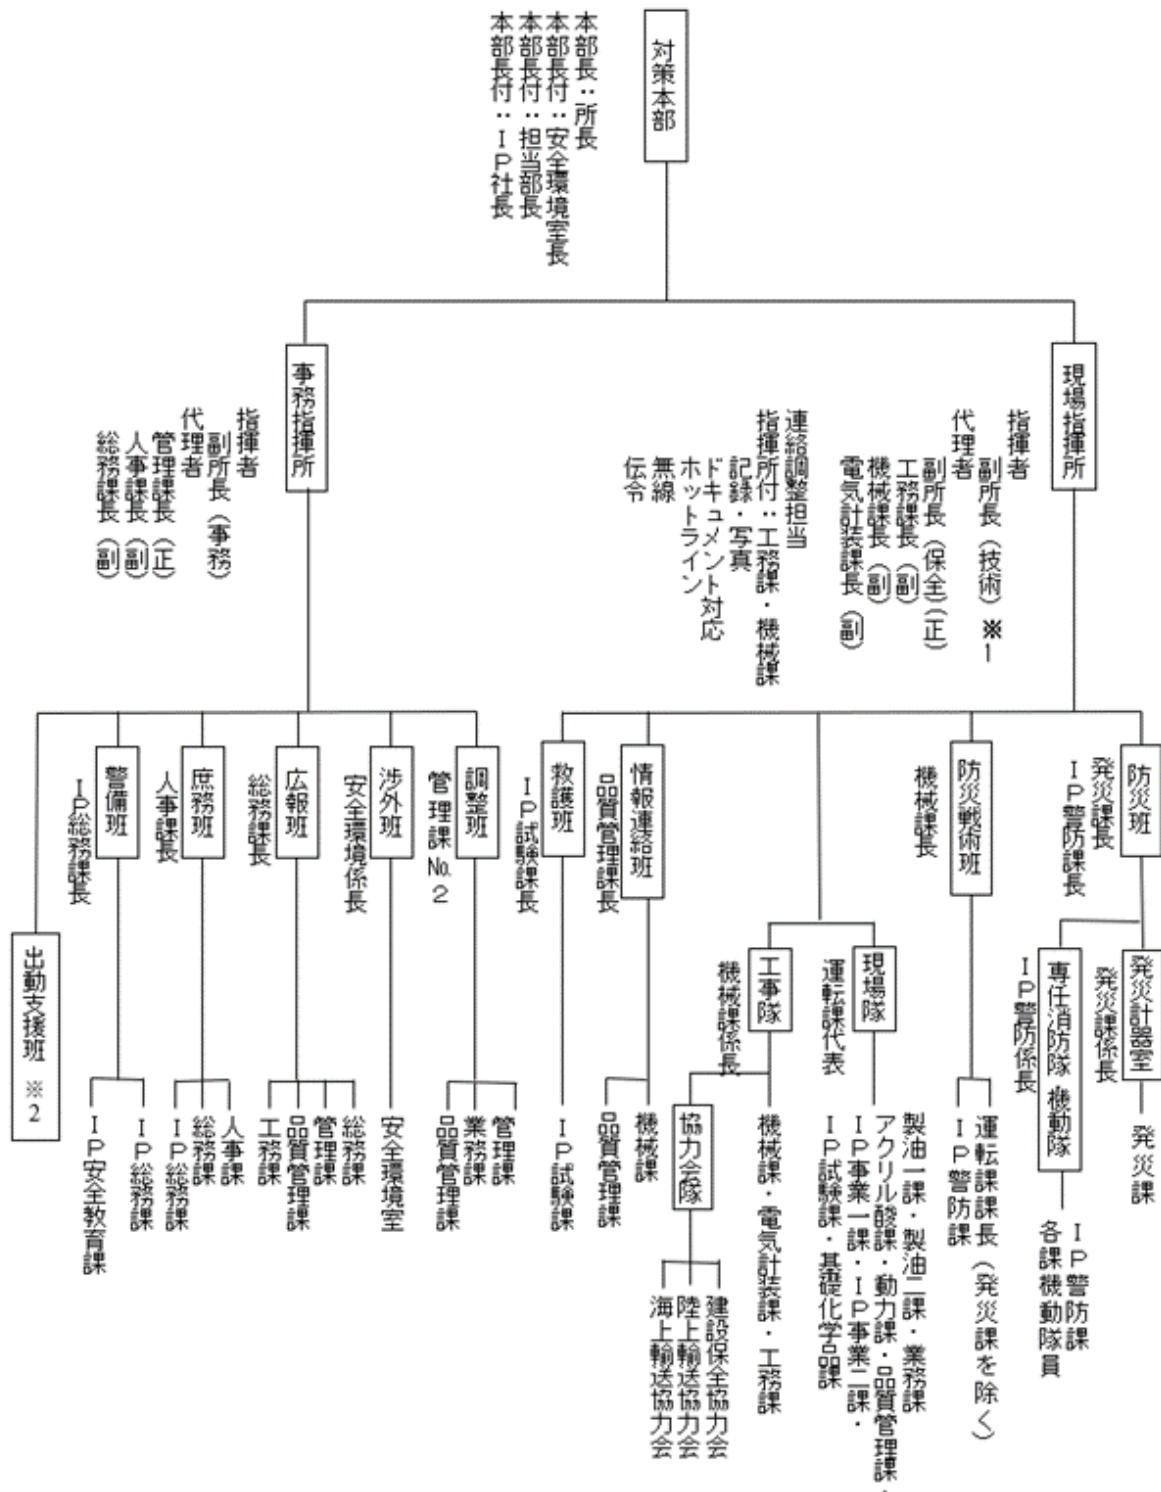 対策本部
本部長：所長
本部長付：安全環境室長
本部長付：担当部長
本部長付：ＩＰ社長
現場指揮所
指揮者
副所長（技術）※1
代理者
副所長（保全）（正）
工務課長（副）
機械課長（副）
電気計装課長（副）
連絡調整担当
指揮所付：工務課・機械課
記録・写真
ドキュメント対応
ホットライン
無線
伝令
事務指揮所
指揮者
副所長（事務）
代理者
管理課長（正）
人事課長（副）
総務課長（副）
防災班
発災課長
ＩＰ警防課長
発災計器室
発災課係長
発災課
専任消防隊 機動隊
ＩＰ警防係長
ＩＰ警防課
各課機動隊員
防災戦術班
機械課長
運転課課長（発災課を除く）
ＩＰ警防課
現場隊
運転課代表
製油一課・製油二課・業務課
アクリル酸課・動力課・品質管理課・
ＩＰ事業一課・ＩＰ事業二課・
ＩＰ試験課・基礎化学品課
工事隊
機械課係長
機械課・電気計装課・工務課
協力会隊
建設保全協力会
陸上輸送協力会
海上輸送協力会
情報連絡班
品質管理課長
機械課
品質管理課
救護班
ＩＰ試験課長
ＩＰ試験課
調整班
管理課№2
管理課
業務課
品質管理課
渉外班
安全環境係長
安全環境室
広報班
総務課長
総務課
管理課
品質管理課
工務課
庶務班
人事課長
人事課
総務課
ＩＰ総務課
警備班
ＩＰ総務課長
ＩＰ総務課
ＩＰ安全教育課
出動支援班 ※2